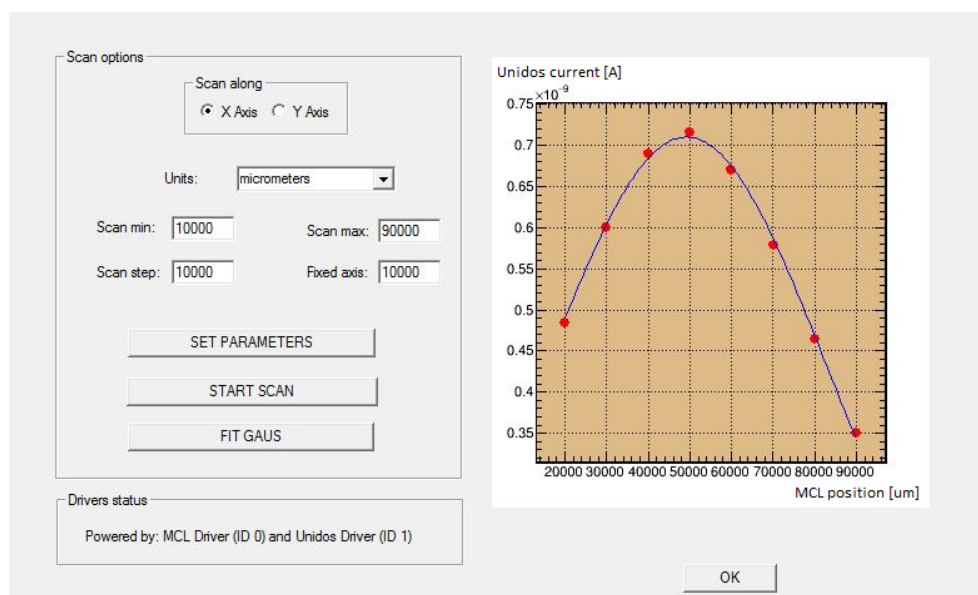 Scan options
Scan along
X Axis Y Axis
Units: micrometers
Scan min: 10000 Scan max: 90000
Scan step: 10000 Fixed axis: 10000
SET PARAMETERS
START SCAN
FIT GAUS
Drivers status
Powered by: MCL Driver (ID 0) and Unidos Driver (ID 1)
Unidos current [A]
×10⁻⁹
0.75
0.7
0.65
0.6
0.55
0.5
0.45
0.4
0.35
20000 30000 40000 50000 60000 70000 80000 90000
MCL position [um]
OK